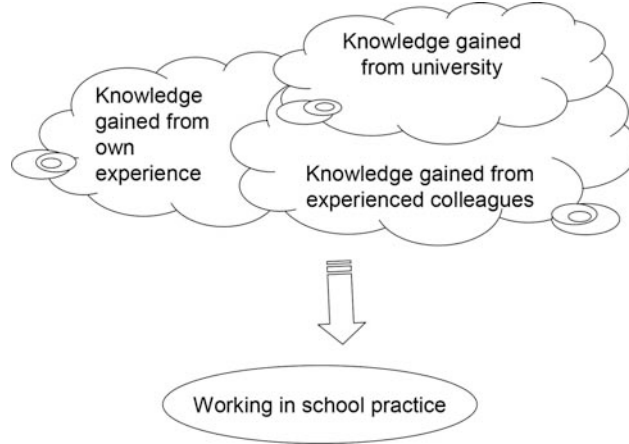 Knowledge gained
from university
Knowledge
gained from
own
experience
Knowledge gained from
experienced colleagues
Working in school practice